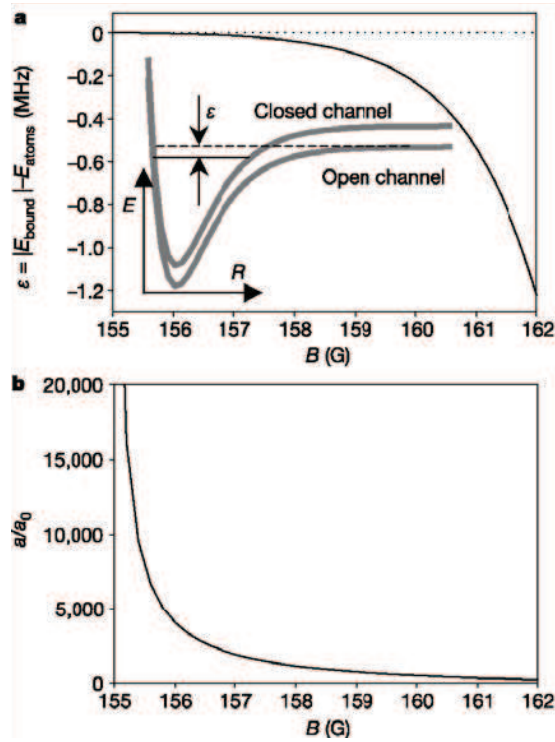 a
0
–0.2
–0.4
–0.6
–0.8
–1.0
–1.2
ε = |E_bound|–E_atoms (MHz)
Closed channel
ε
Open channel
E
R
155 156 157 158 159 160 161 162
B (G)
b
20,000
15,000
10,000
5,000
0
a/a₀
155 156 157 158 159 160 161 162
B (G)